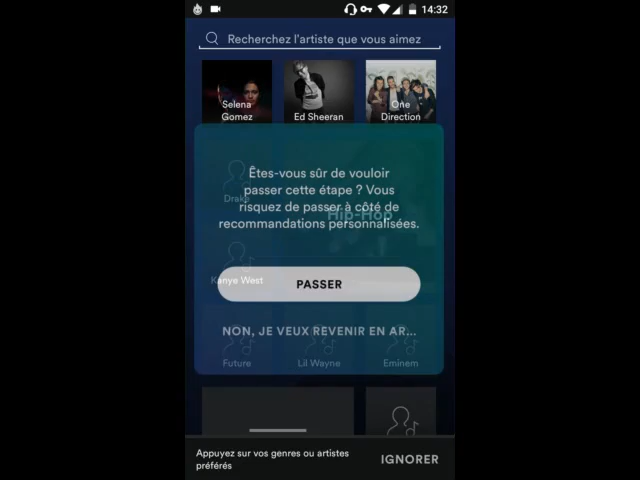 14:32
Recherchez l'artiste que vous aimez
Selena
Gomez
Ed Sheeran
One
Direction
Êtes-vous sûr de vouloir
passer cette étape ? Vous
risquez de passer à côté de
recommandations personnalisées.
Drake
Hip-Hop
Kanye West
PASSER
NON, JE VEUX REVENIR EN AR...
Future
Lil Wayne
Eminem
Appuyez sur vos genres ou artistes
préférés
IGNORER